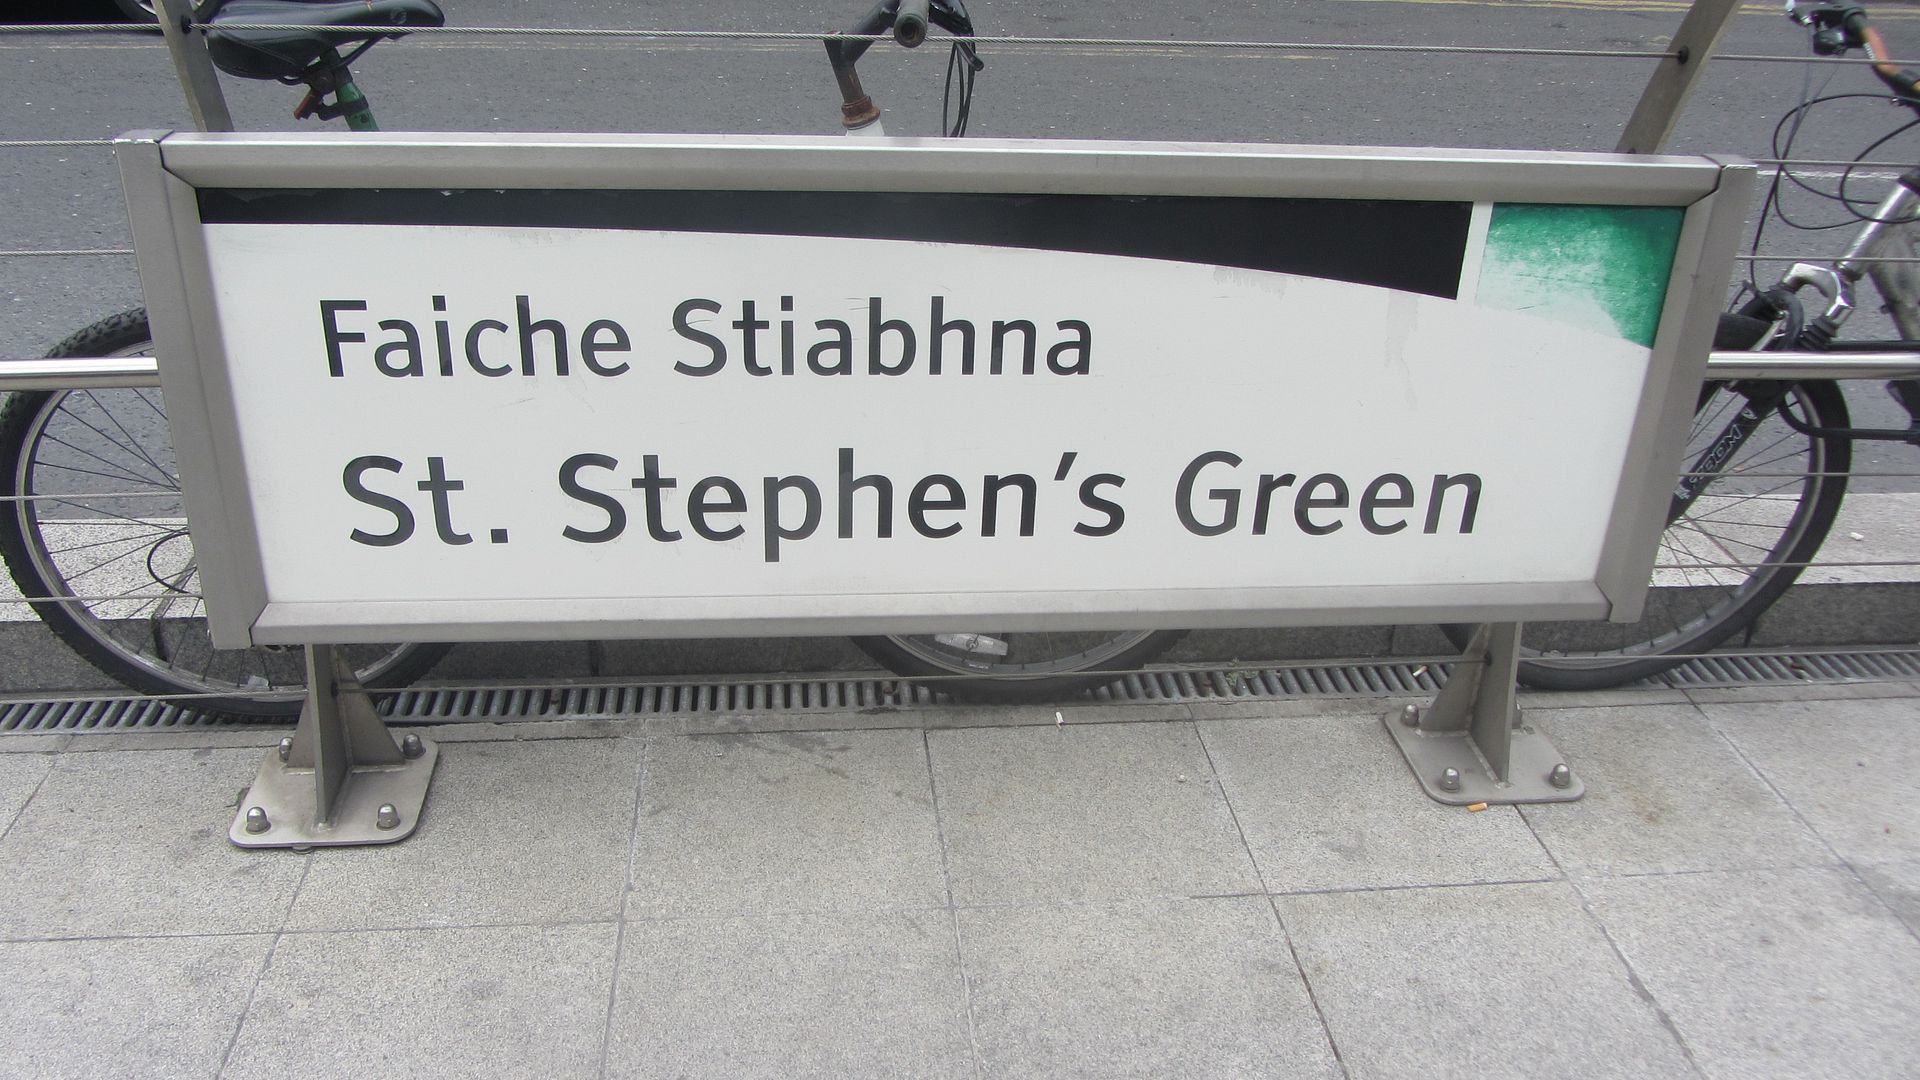 Faiche Stiabhna
St. Stephen's Green